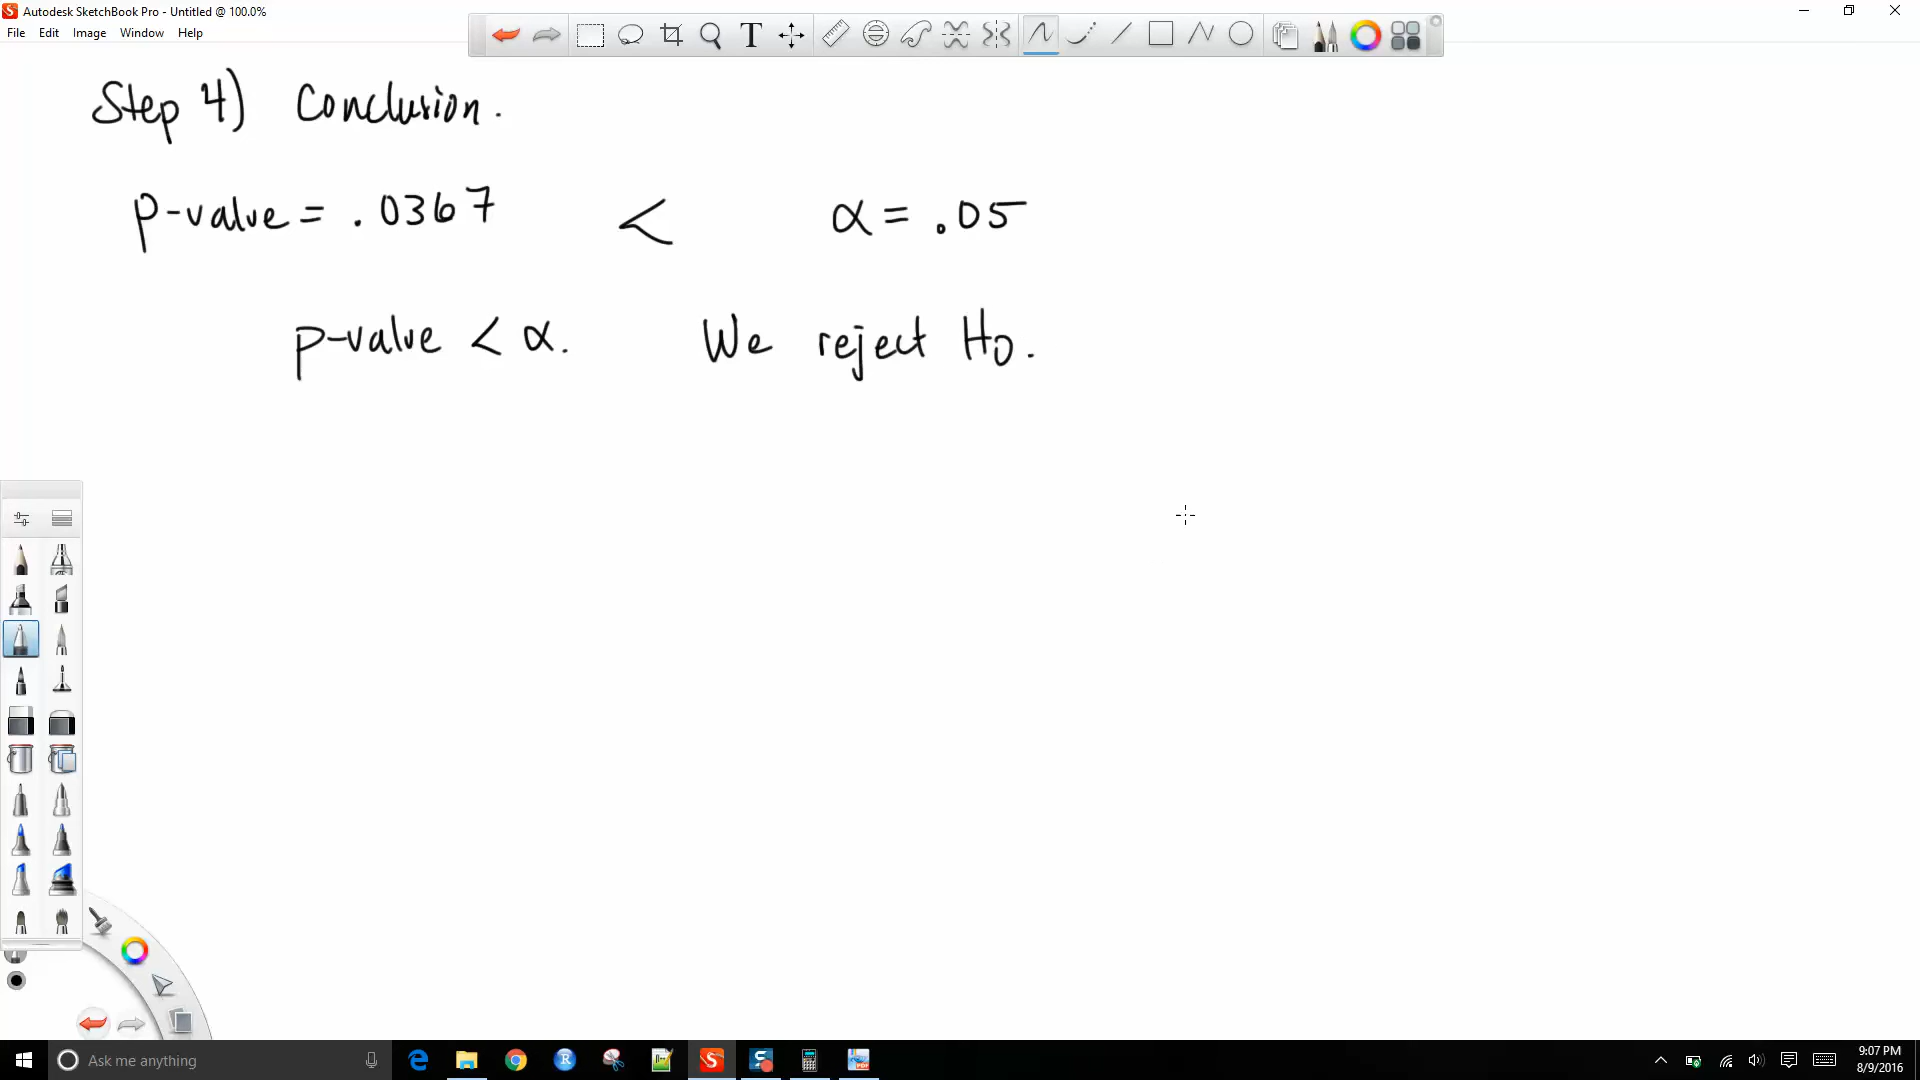 Autodesk SketchBook Pro - Untitled @ 100.0%
File Edit Image Window Help
Step 4) Conclusion.
p-value = .0367 < α = .05
p-value < α. We reject H0.
Ask me anything
9:07 PM
8/9/2016